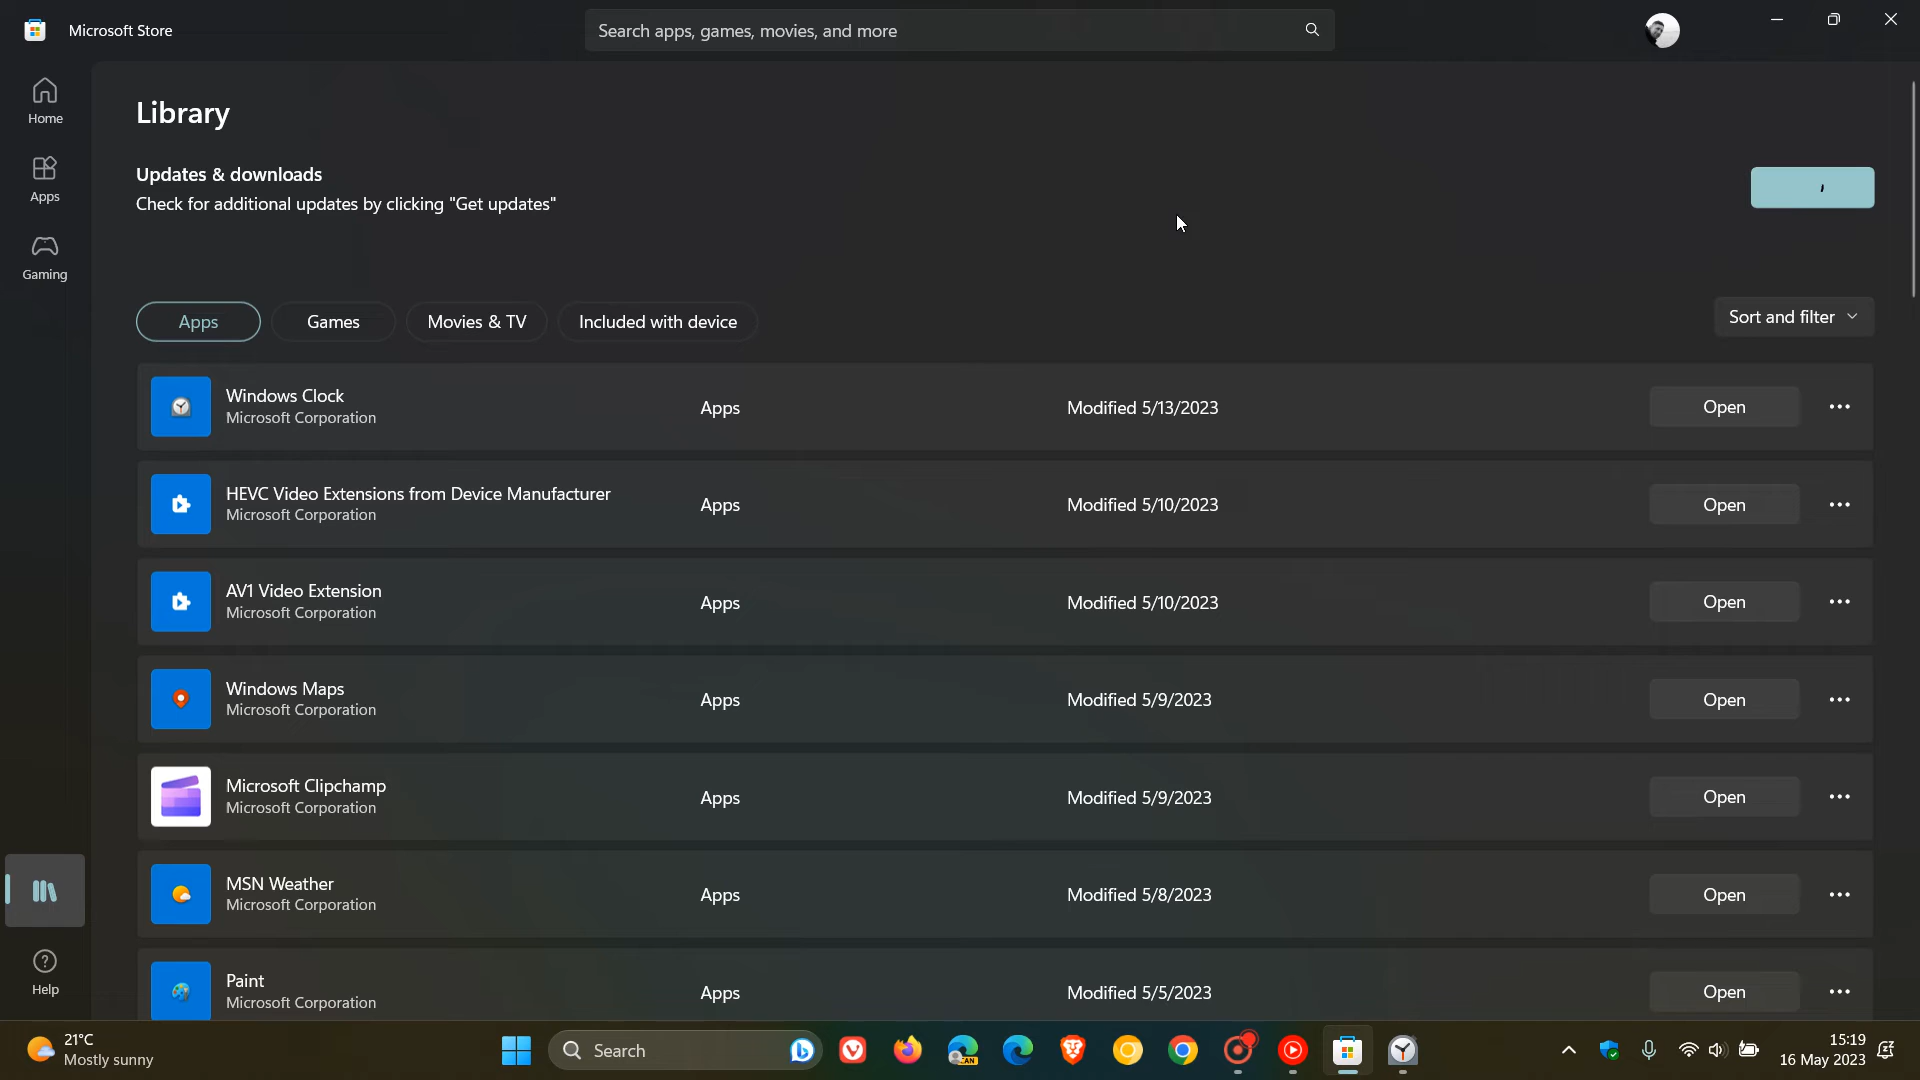 Microsoft Store
Search apps, games, movies, and more
Home
Apps
Gaming
Library
Updates & downloads
Check for additional updates by clicking "Get updates"
Apps
Games
Movies & TV
Included with device
Sort and filter
Windows Clock
Microsoft Corporation
Apps
Modified 5/13/2023
Open
HEVC Video Extensions from Device Manufacturer
Microsoft Corporation
Apps
Modified 5/10/2023
Open
AV1 Video Extension
Microsoft Corporation
Apps
Modified 5/10/2023
Open
Windows Maps
Microsoft Corporation
Apps
Modified 5/9/2023
Open
Microsoft Clipchamp
Microsoft Corporation
Apps
Modified 5/9/2023
Open
MSN Weather
Microsoft Corporation
Apps
Modified 5/8/2023
Open
Paint
Microsoft Corporation
Apps
Modified 5/5/2023
Open
Help
21°C
Mostly sunny
Search
CAN
15:19
16 May 2023